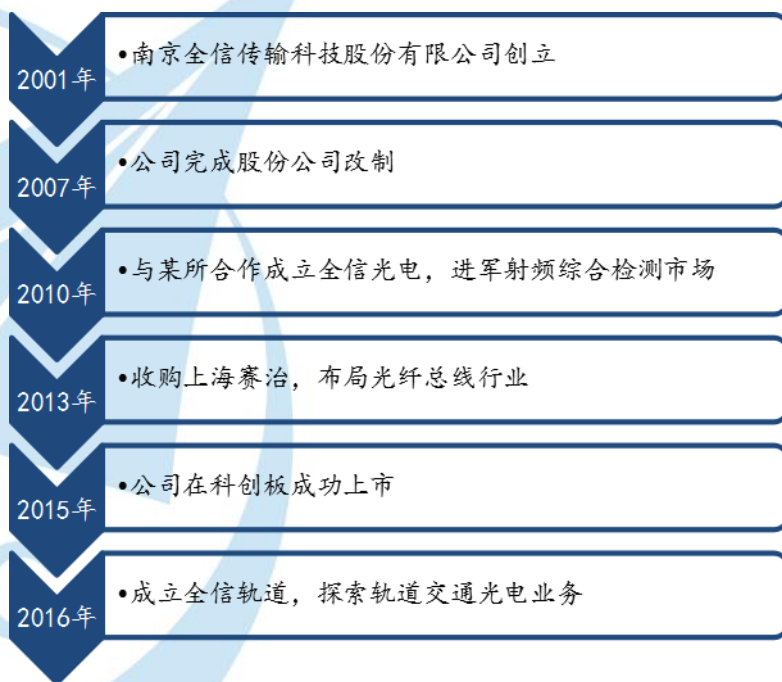 2001年
•南京全信传输科技股份有限公司创立
2007年
•公司完成股份公司改制
2010年
•与某所合作成立全信光电，进军射频综合检测市场
2013年
•收购上海赛治，布局光纤总线行业
2015年
•公司在科创板成功上市
2016年
•成立全信轨道，探索轨道交通光电业务